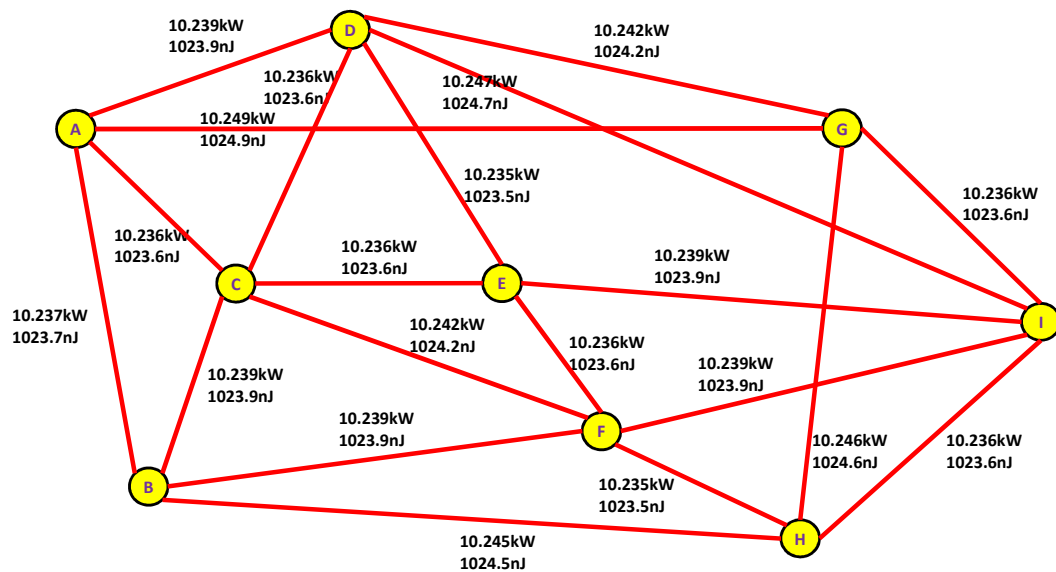 10.239kW
1023.9nJ
D
10.242kW
1024.2nJ
10.236kW
1023.6nJ
10.247kW
1024.7nJ
A
10.249kW
1024.9nJ
G
10.235kW
1023.5nJ
10.236kW
1023.6nJ
10.236kW
1023.6nJ
10.236kW
1023.6nJ
10.239kW
1023.9nJ
C
E
10.237kW
1023.7nJ
I
10.242kW
1024.2nJ
10.236kW
1023.6nJ
10.239kW
1023.9nJ
10.239kW
1023.9nJ
10.239kW
1023.9nJ
F
10.246kW
1024.6nJ
10.236kW
1023.6nJ
B
10.235kW
1023.5nJ
H
10.245kW
1024.5nJ